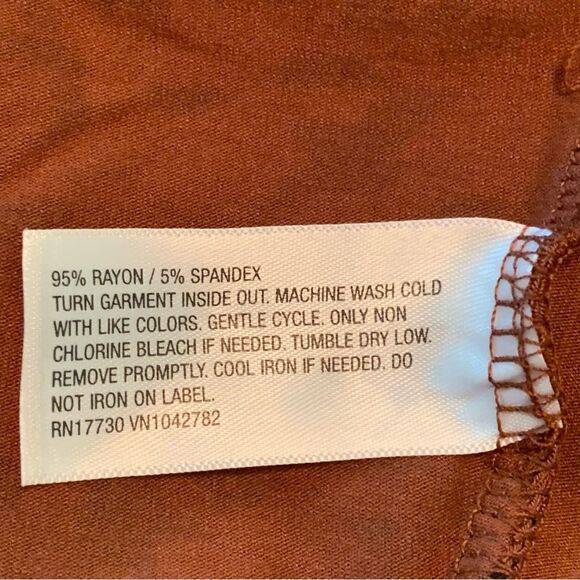 95% RAYON / 5% SPANDEX
TURN GARMENT INSIDE OUT. MACHINE WASH COLD
WITH LIKE COLORS. GENTLE CYCLE. ONLY NON
CHLORINE BLEACH IF NEEDED. TUMBLE DRY LOW.
REMOVE PROMPTLY. COOL IRON IF NEEDED. DO
NOT IRON ON LABEL.
RN17730 VN1042782